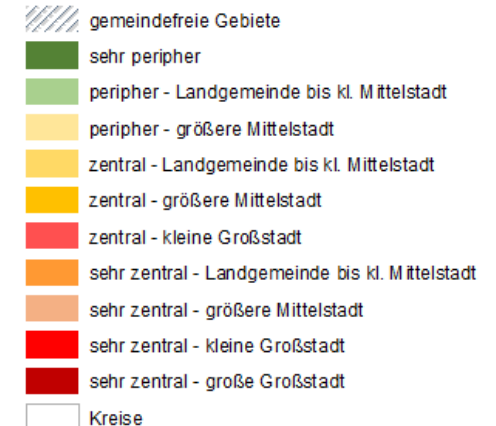 gemeindefreie Gebiete
sehr peripher
peripher - Landgemeinde bis kl. Mittelstadt
peripher - größere Mittelstadt
zentral - Landgemeinde bis kl. Mittelstadt
zentral - größere Mittelstadt
zentral - kleine Großstadt
sehr zentral - Landgemeinde bis kl. Mittelstadt
sehr zentral - größere Mittelstadt
sehr zentral - kleine Großstadt
sehr zentral - große Großstadt
Kreise